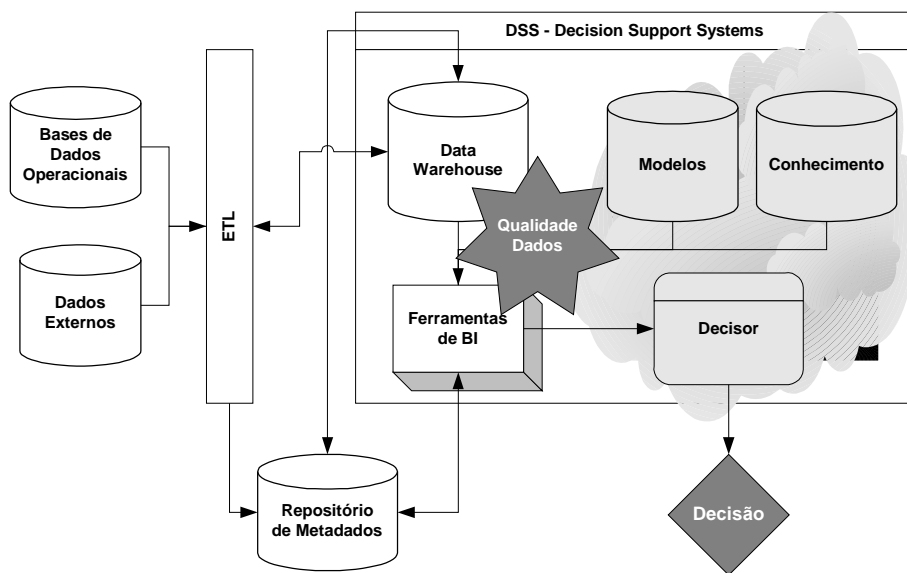 DSS - Decision Support Systems
Bases de
Dados
Operacionais
Dados
Externos
ETL
Data
Warehouse
Modelos
Conhecimento
Qualidade
Dados
Ferramentas
de BI
Decisor
Repositório
de Metadados
Decisão